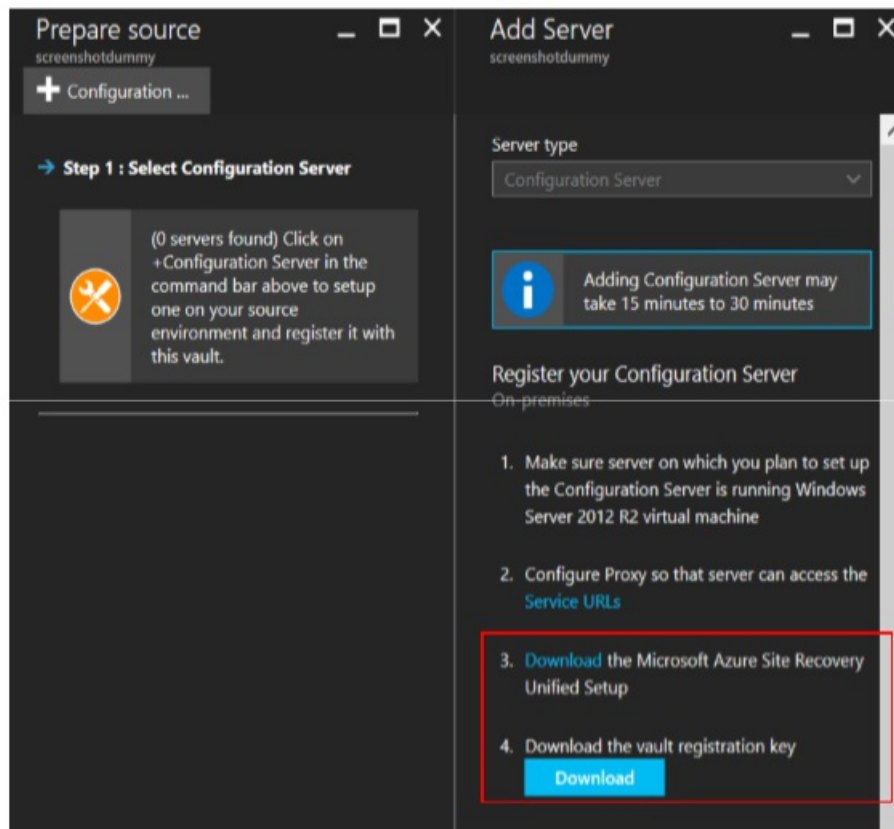 Prepare source
screenshotdummy
Configuration ...
Step 1 : Select Configuration Server
(0 servers found) Click on
+Configuration Server in the
command bar above to setup
one on your source
environment and register it with
this vault.
Add Server
screenshotdummy
Server type
Configuration Server
Adding Configuration Server may
take 15 minutes to 30 minutes
Register your Configuration Server
On-premises
1. Make sure server on which you plan to set up
the Configuration Server is running Windows
Server 2012 R2 virtual machine
2. Configure Proxy so that server can access the
Service URLs
3. Download the Microsoft Azure Site Recovery
Unified Setup
4. Download the vault registration key
Download